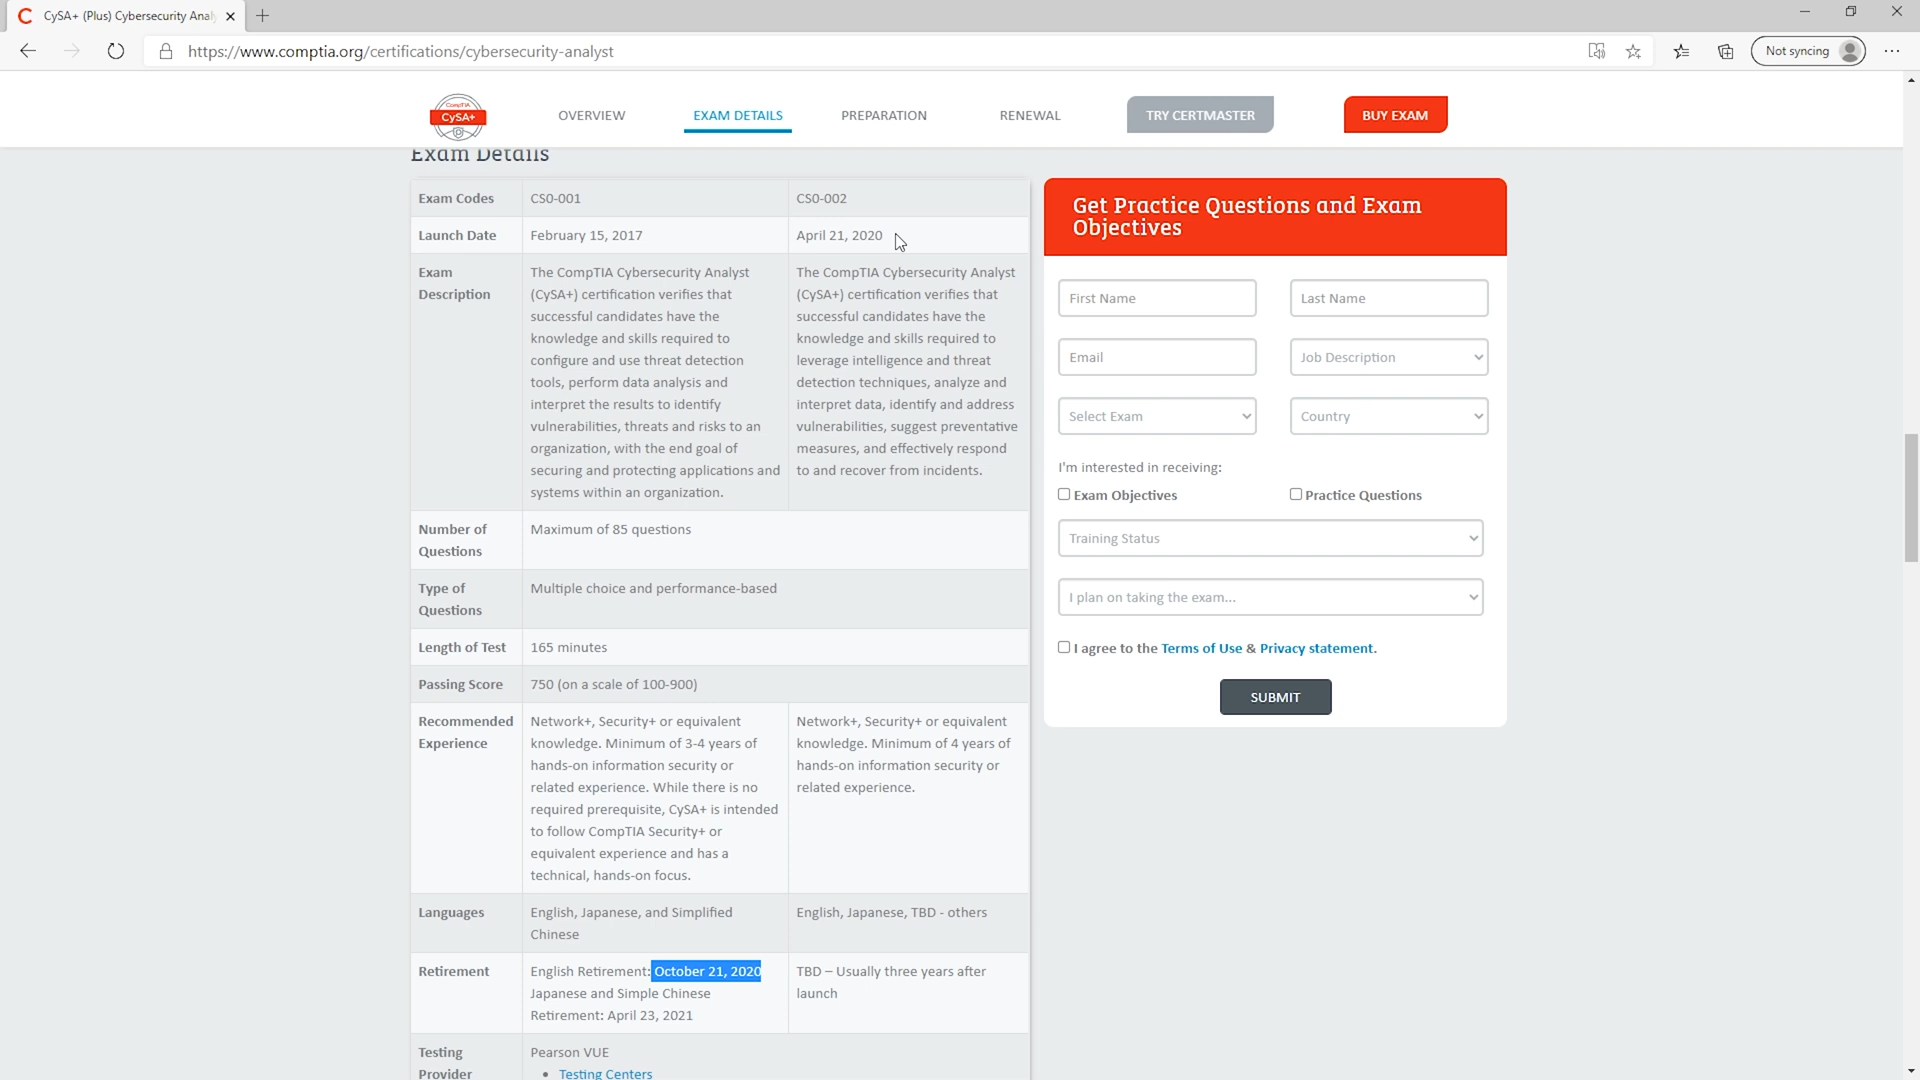 CySA+ (Plus) Cybersecurity Anal
https://www.comptia.org/certifications/cybersecurity-analyst
Not syncing
CompTIA
CySA+
OVERVIEW
EXAM DETAILS
PREPARATION
RENEWAL
TRY CERTMASTER
BUY EXAM
Exam Details
Exam Codes
CS0-001
CS0-002
Launch Date
February 15, 2017
April 21, 2020
Exam
Description
The CompTIA Cybersecurity Analyst
(CySA+) certification verifies that
successful candidates have the
knowledge and skills required to
configure and use threat detection
tools, perform data analysis and
interpret the results to identify
vulnerabilities, threats and risks to an
organization, with the end goal of
securing and protecting applications and
systems within an organization.
The CompTIA Cybersecurity Analyst
(CySA+) certification verifies that
successful candidates have the
knowledge and skills required to
leverage intelligence and threat
detection techniques, analyze and
interpret data, identify and address
vulnerabilities, suggest preventative
measures, and effectively respond
to and recover from incidents.
Number of
Questions
Maximum of 85 questions
Type of
Questions
Multiple choice and performance-based
Length of Test
165 minutes
Passing Score
750 (on a scale of 100-900)
Recommended
Experience
Network+, Security+ or equivalent
knowledge. Minimum of 3-4 years of
hands-on information security or
related experience. While there is no
required prerequisite, CySA+ is intended
to follow CompTIA Security+ or
equivalent experience and has a
technical, hands-on focus.
Network+, Security+ or equivalent
knowledge. Minimum of 4 years of
hands-on information security or
related experience.
Languages
English, Japanese, and Simplified
Chinese
English, Japanese, TBD - others
Retirement
English Retirement: October 21, 2020
Japanese and Simple Chinese
Retirement: April 23, 2021
TBD – Usually three years after
launch
Testing
Provider
Pearson VUE
• Testing Centers
Get Practice Questions and Exam
Objectives
First Name
Last Name
Email
Job Description
Select Exam
Country
I'm interested in receiving:
Exam Objectives
Practice Questions
Training Status
I plan on taking the exam...
I agree to the Terms of Use & Privacy statement.
SUBMIT